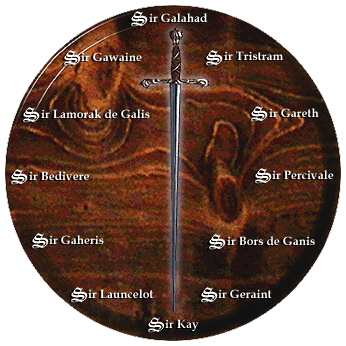 Sir Galahad
Sir Gawaine
Sir Tristram
Sir Lamorak de Galis
Sir Gareth
Sir Bedivere
Sir Percivale
Sir Gaheris
Sir Bors de Ganis
Sir Launcelot
Sir Geraint
Sir Kay